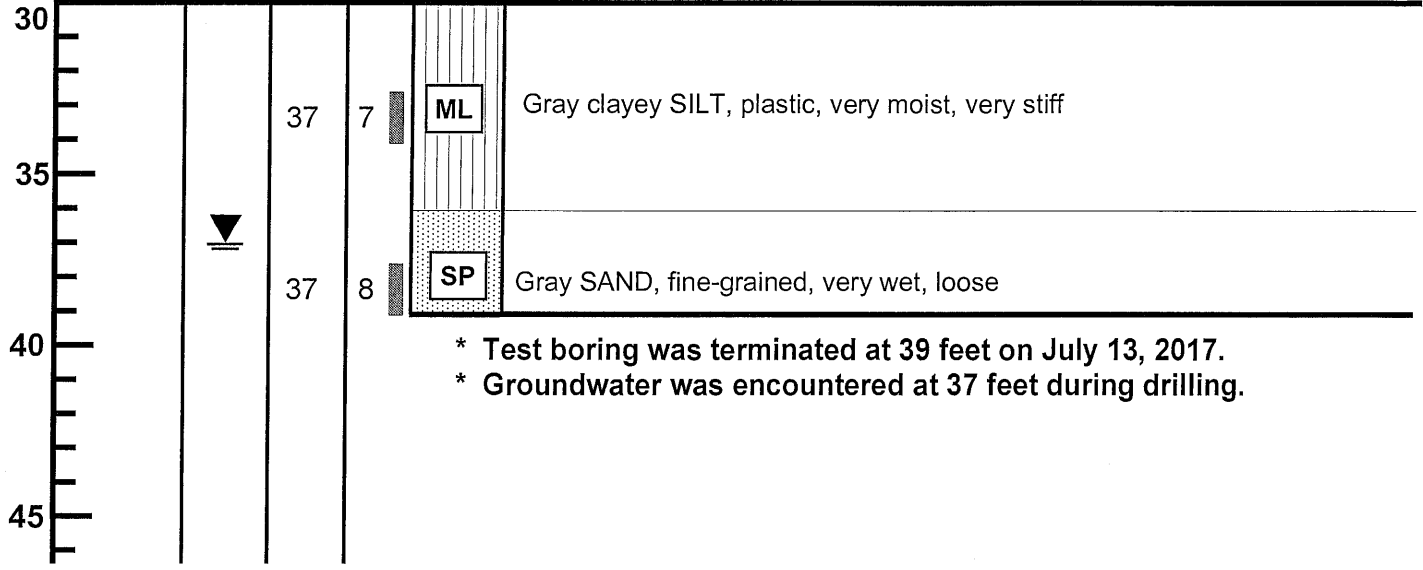 30
37 7 ML Gray clayey SILT, plastic, very moist, very stiff
35
37 8 SP Gray SAND, fine-grained, very wet, loose
40
* Test boring was terminated at 39 feet on July 13, 2017.
* Groundwater was encountered at 37 feet during drilling.
45